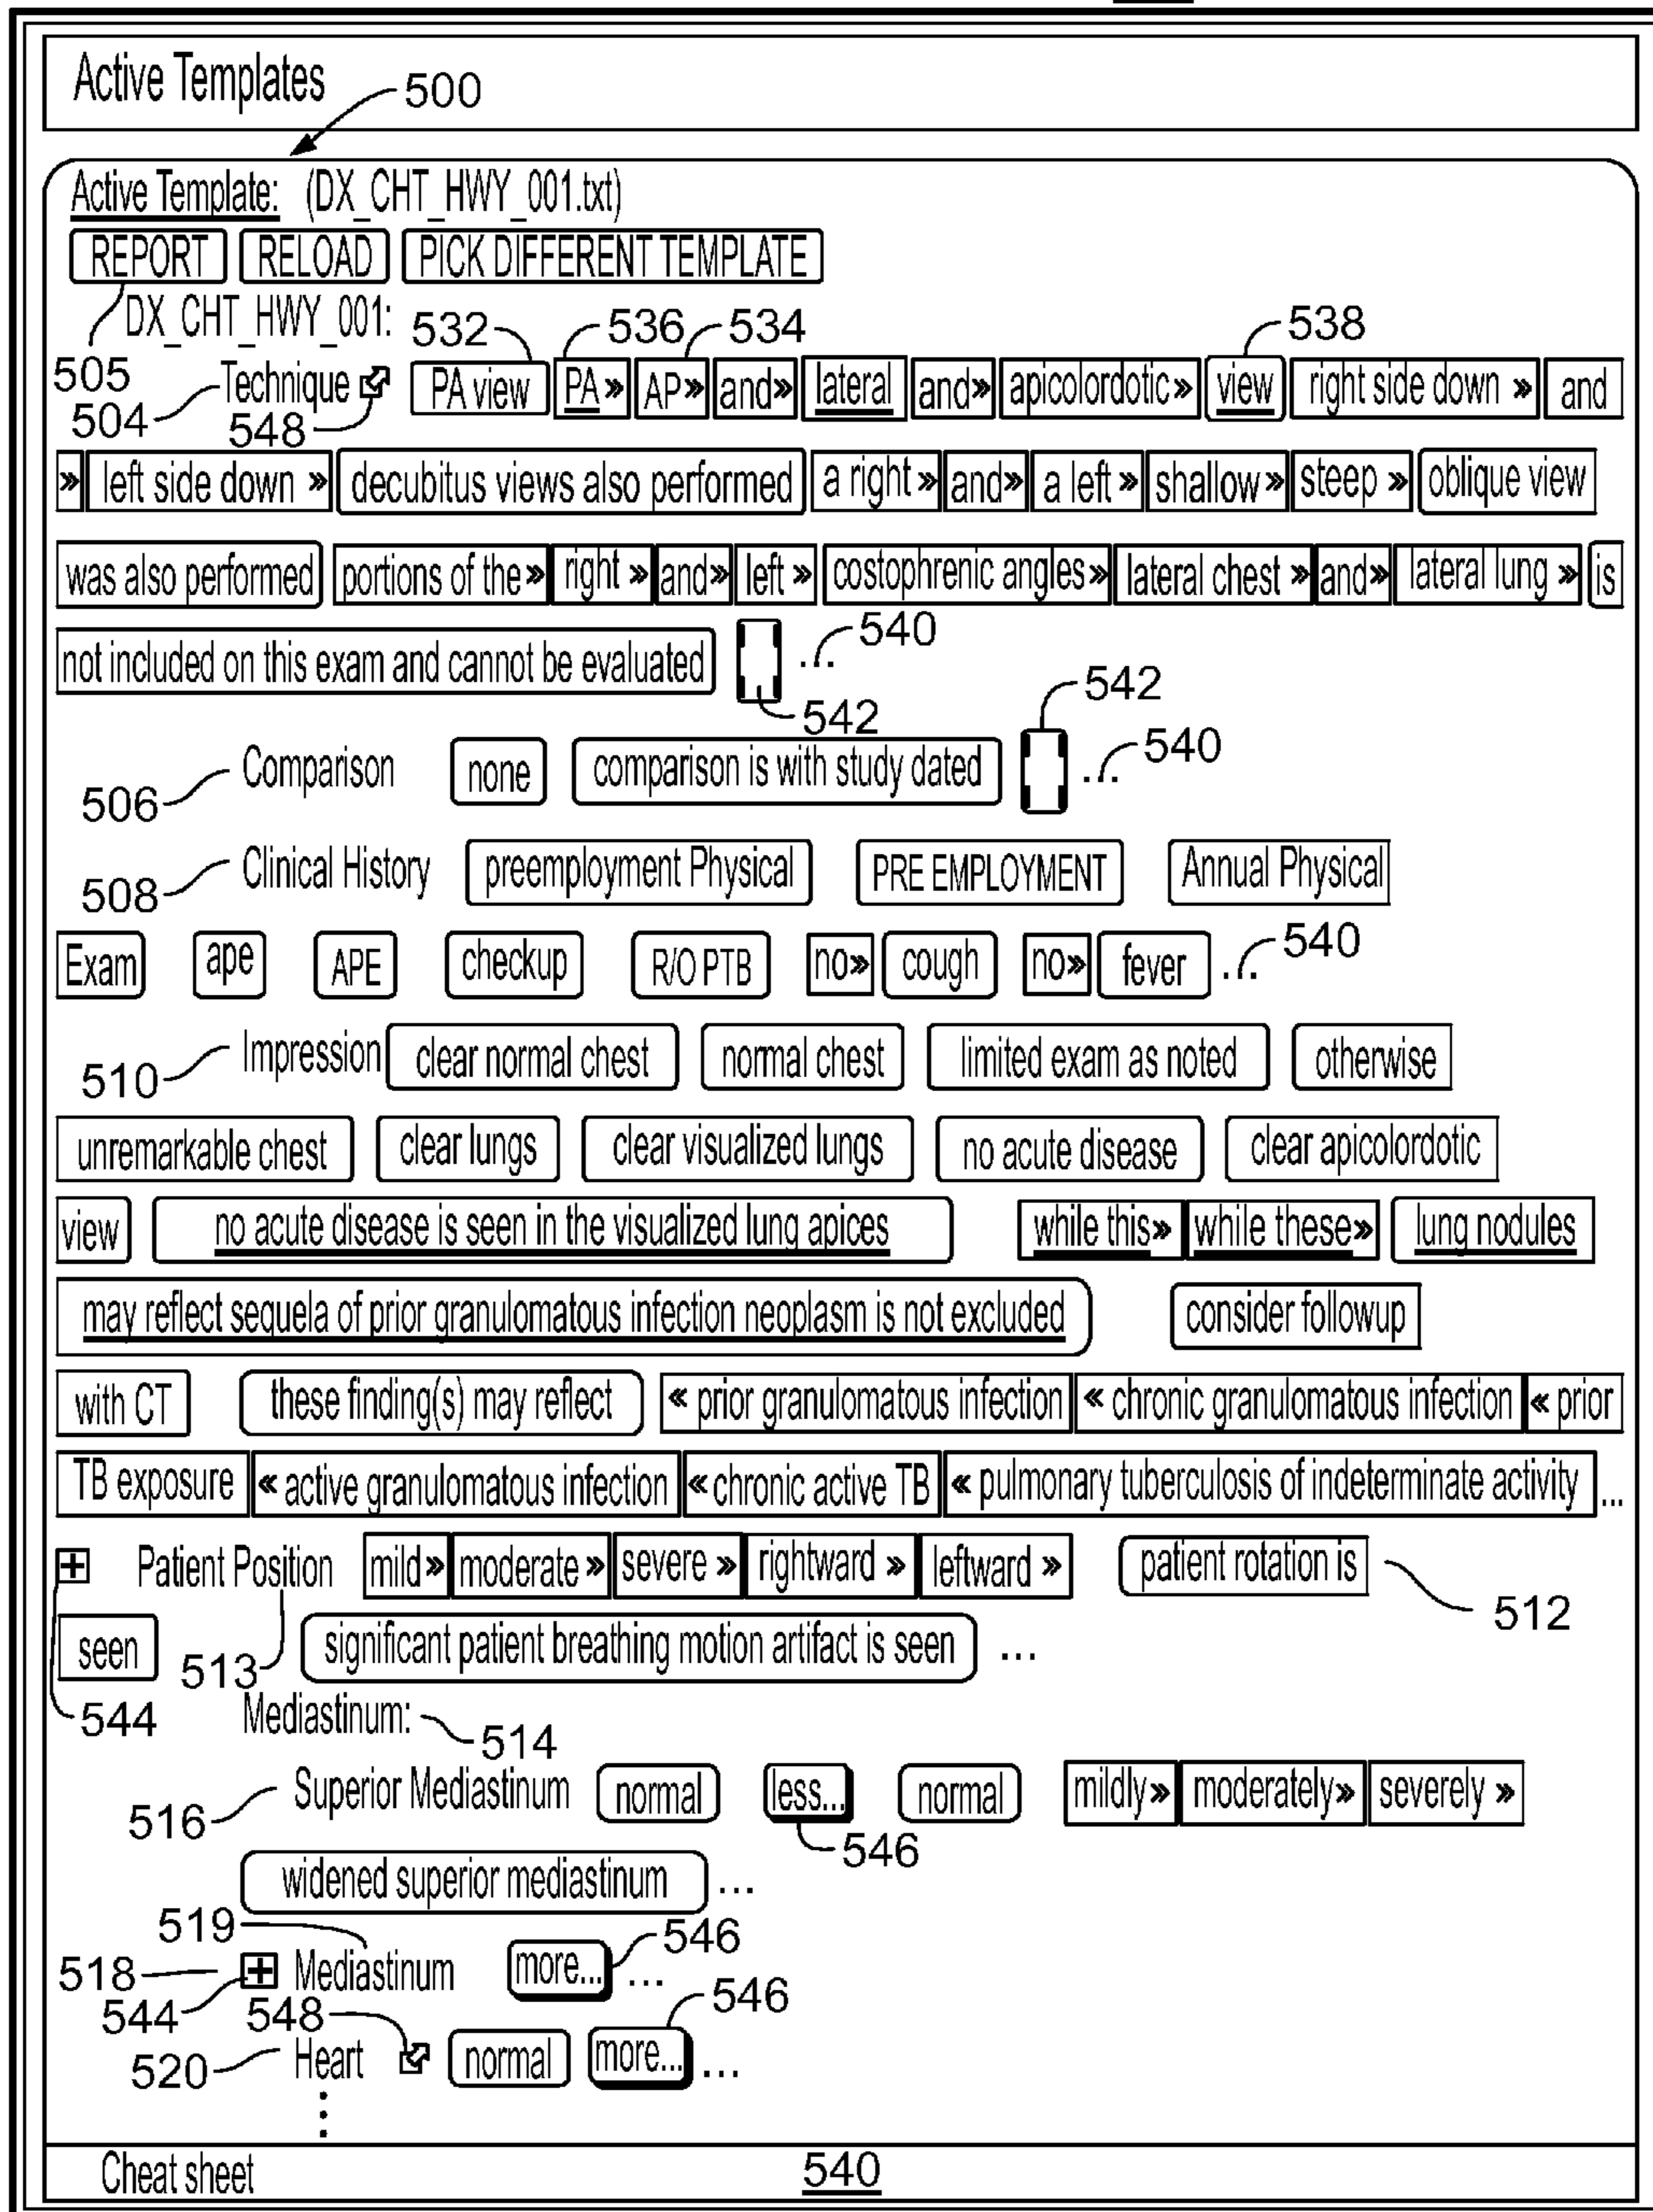 Active Templates
500
Active Template: (DX_CHT_HWY_001.txt)
REPORT RELOAD PICK DIFFERENT TEMPLATE
DX_CHT_HWY_001: 532 536 534 538
505
504 Technique PA view PA» AP» and» lateral and» apicolordotic» view right side down » and
548
» left side down » decubitus views also performed a right » and» a left » shallow» steep » oblique view
was also performed portions of the» right » and» left » costophrenic angles» lateral chest » and» lateral lung » is
not included on this exam and cannot be evaluated [ ] ... 540
542 542
506 Comparison none comparison is with study dated [ ] ... 540
508 Clinical History preemployment Physical PRE EMPLOYMENT Annual Physical
Exam ape APE checkup R/O PTB no» cough no» fever ... 540
510 Impression clear normal chest normal chest limited exam as noted otherwise
unremarkable chest clear lungs clear visualized lungs no acute disease clear apicolordotic
view no acute disease is seen in the visualized lung apices while this» while these» lung nodules
may reflect sequela of prior granulomatous infection neoplasm is not excluded consider followup
with CT these finding(s) may reflect « prior granulomatous infection « chronic granulomatous infection « prior
TB exposure « active granulomatous infection « chronic active TB « pulmonary tuberculosis of indeterminate activity ...
+ Patient Position mild» moderate » severe » rightward » leftward » patient rotation is 512
seen 513 significant patient breathing motion artifact is seen ...
544 Mediastinum: 514
516 Superior Mediastinum normal less... normal mildly» moderately» severely »
546
widened superior mediastinum ...
519 546
518 + Mediastinum more... ...
544 548 546
520 Heart normal more... ...
Cheat sheet 540